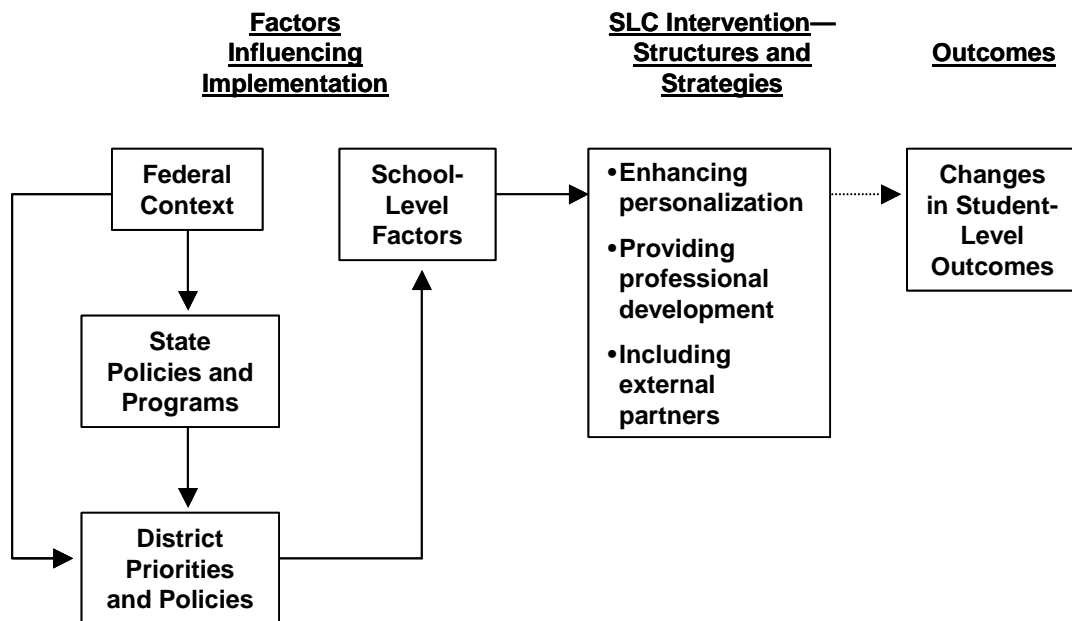 Factors
Influencing
Implementation
SLC Intervention—
Structures and
Strategies
Outcomes
Federal
Context
State
Policies and
Programs
District
Priorities
and Policies
School-
Level
Factors
•Enhancing
personalization
•Providing
professional
development
•Including
external
partners
Changes
in Student-
Level
Outcomes